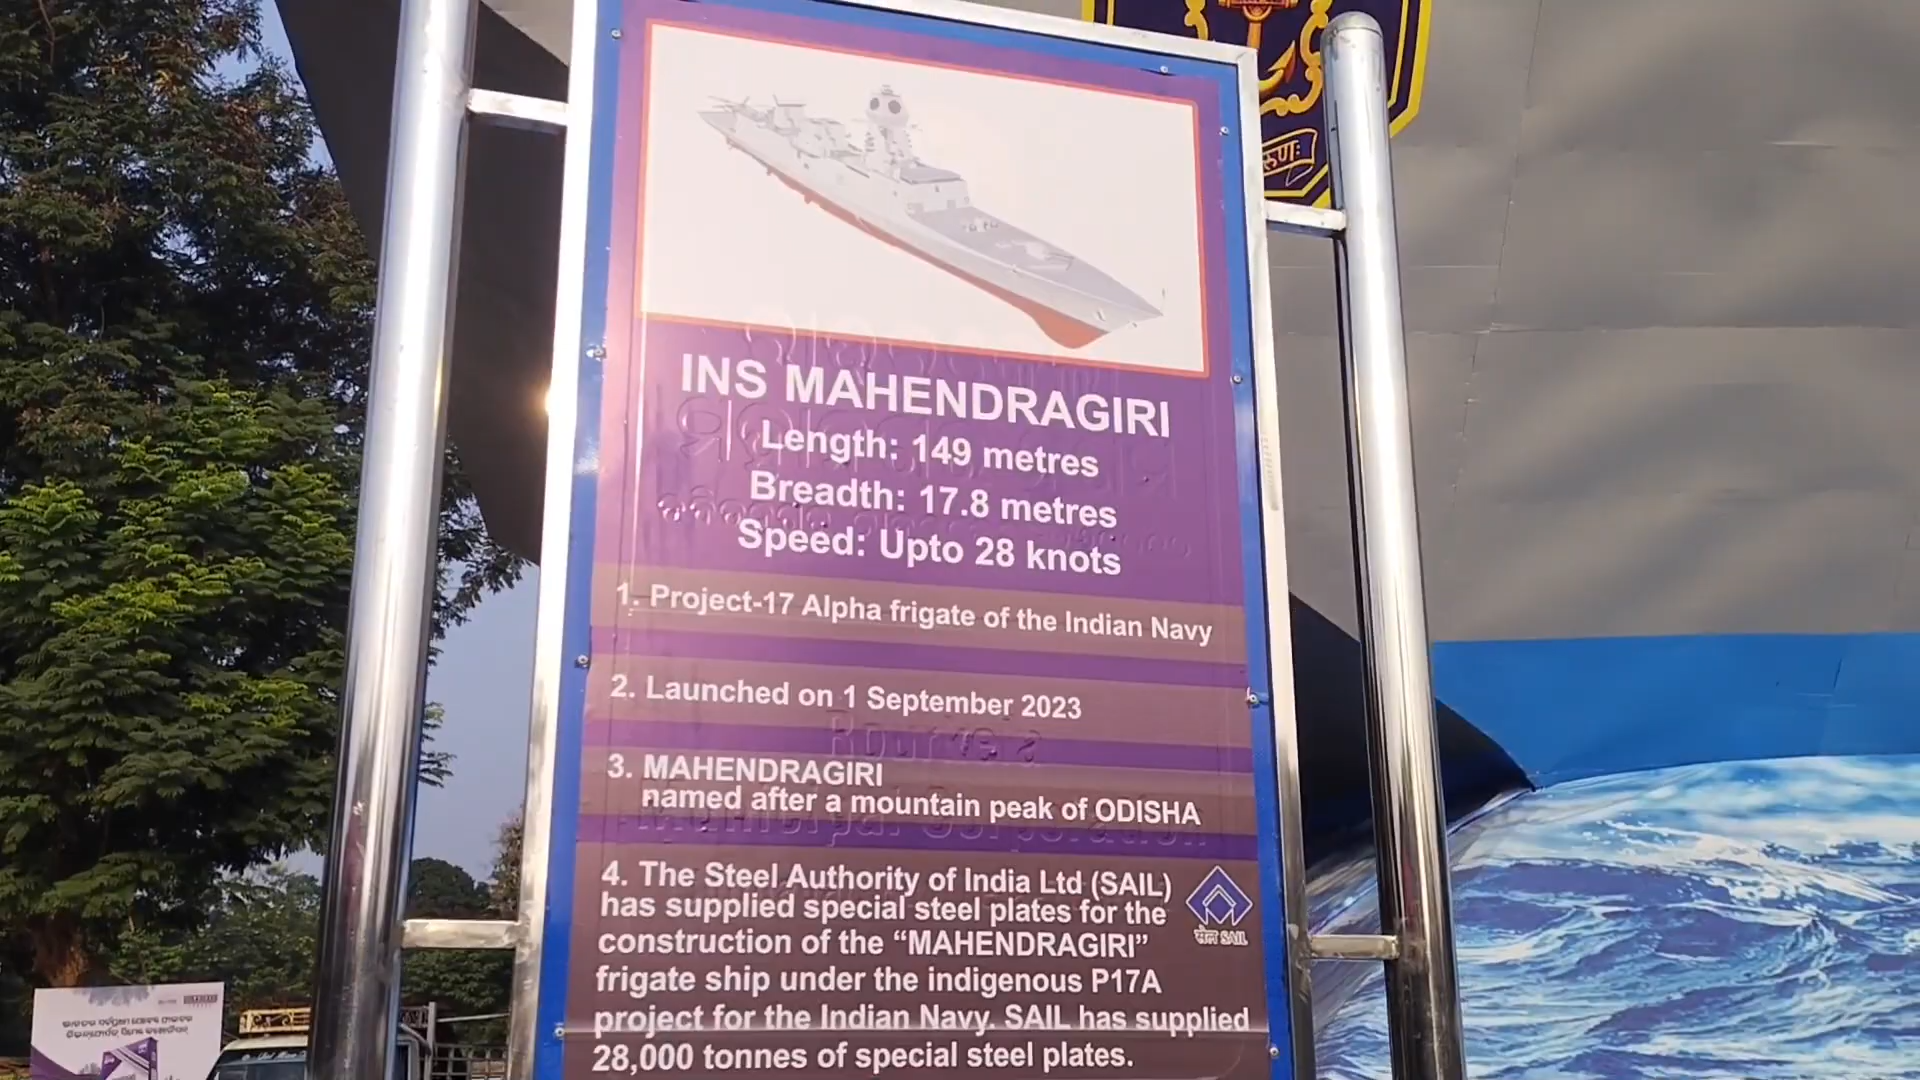 रुणः
INS MAHENDRAGIRI
Length: 149 metres
Breadth: 17.8 metres
Speed: Upto 28 knots
1. Project-17 Alpha frigate of the Indian Navy
2. Launched on 1 September 2023
3. MAHENDRAGIRI
named after a mountain peak of ODISHA
4. The Steel Authority of India Ltd (SAIL)
has supplied special steel plates for the
construction of the “MAHENDRAGIRI”
frigate ship under the indigenous P17A
project for the Indian Navy. SAIL has supplied
28,000 tonnes of special steel plates.
सेल SAIL